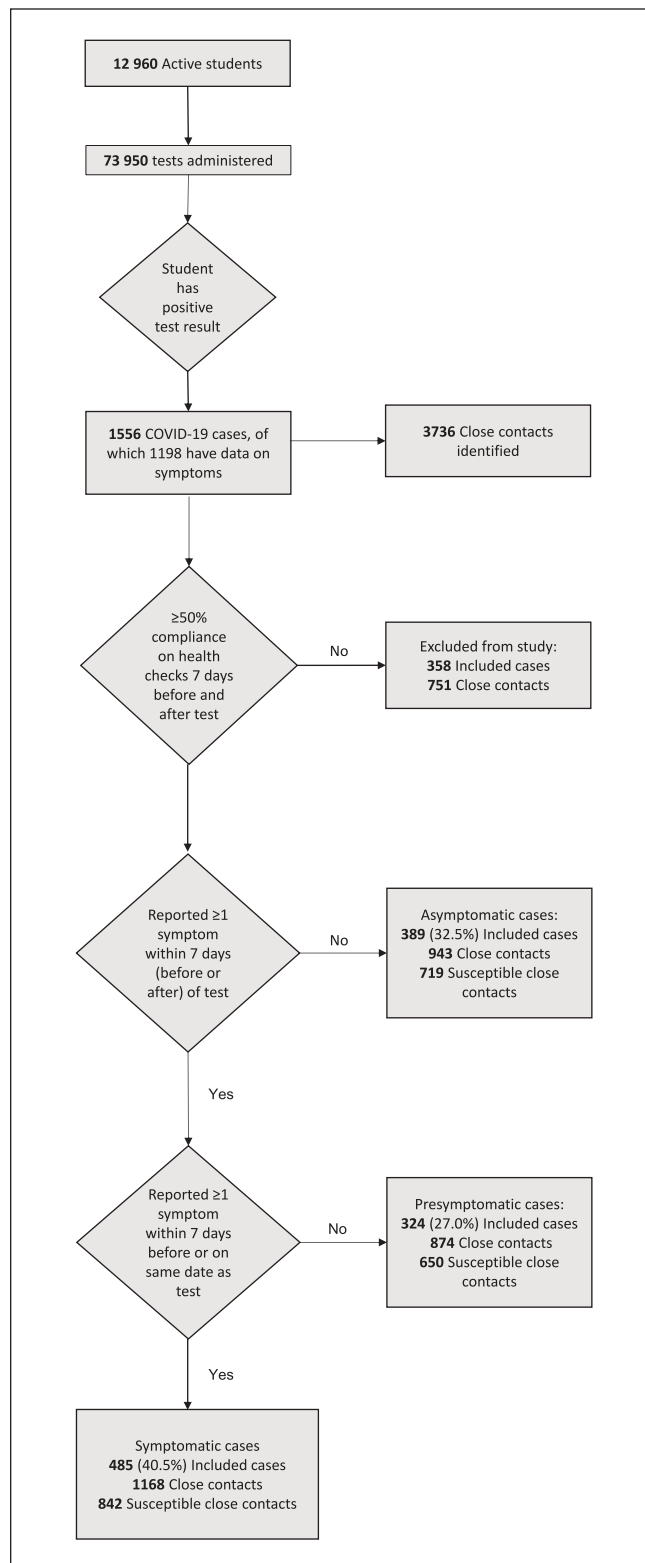 12 960 Active students
73 950 tests administered
Student
has
positive
test result
1556 COVID-19 cases, of
which 1198 have data on
symptoms
3736 Close contacts
identified
≥50%
compliance
on health
checks 7 days
before and
after test
No
Excluded from study:
358 Included cases
751 Close contacts
Reported ≥1
symptom
within 7 days
(before or
after) of test
No
Asymptomatic cases:
389 (32.5%) Included cases
943 Close contacts
719 Susceptible close
contacts
Yes
Reported ≥1
symptom
within 7 days
before or on
same date as
test
No
Presymptomatic cases:
324 (27.0%) Included cases
874 Close contacts
650 Susceptible close
contacts
Yes
Symptomatic cases
485 (40.5%) Included cases
1168 Close contacts
842 Susceptible close contacts